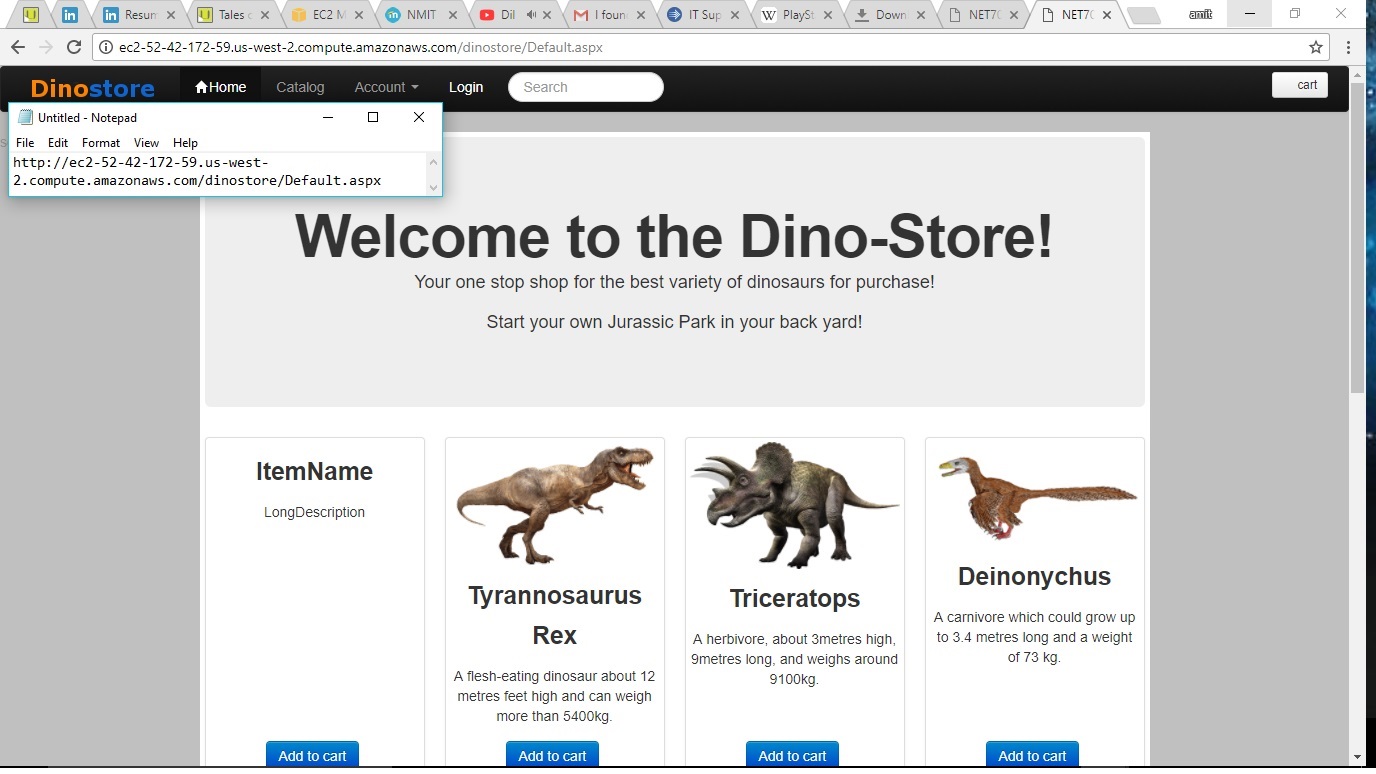 Resum
Tales c
EC2 M
NMIT
Dil
I foun
IT Sup
PlaySt
Down
NET70
NET70
amit
ec2-52-42-172-59.us-west-2.compute.amazonaws.com/dinostore/Default.aspx
Dinostore
Home
Catalog
Account
Login
Search
cart
Untitled - Notepad
File Edit Format View Help
http://ec2-52-42-172-59.us-west-
2.compute.amazonaws.com/dinostore/Default.aspx
Welcome to the Dino-Store!
Your one stop shop for the best variety of dinosaurs for purchase!
Start your own Jurassic Park in your back yard!
ItemName
LongDescription
Add to cart
Tyrannosaurus
Rex
A flesh-eating dinosaur about 12
metres feet high and can weigh
more than 5400kg.
Add to cart
Triceratops
A herbivore, about 3metres high,
9metres long, and weighs around
9100kg.
Add to cart
Deinonychus
A carnivore which could grow up
to 3.4 metres long and a weight
of 73 kg.
Add to cart